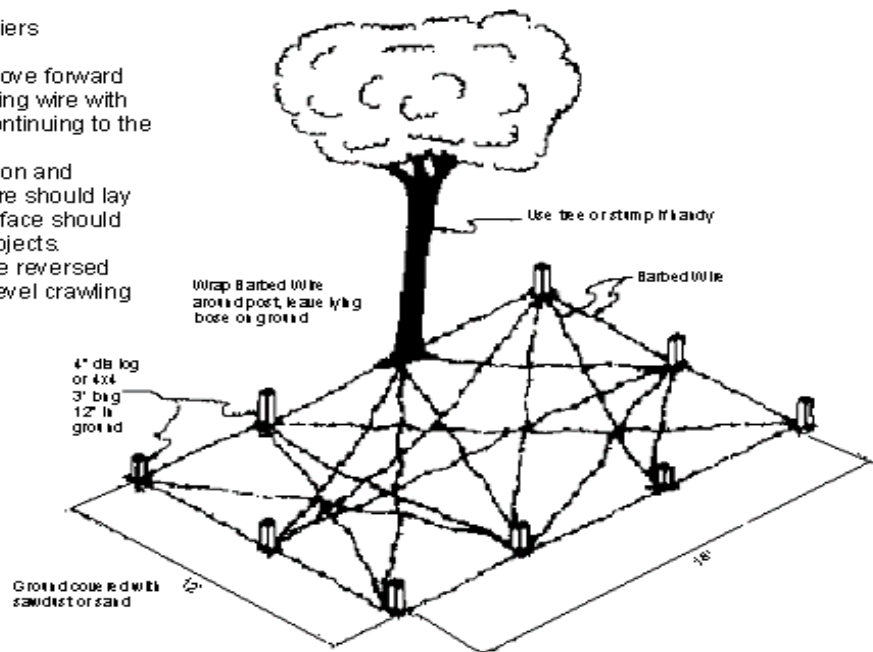 iers
ove forward
ing wire with
ontinuing to the
on and
re should lay
face should
ojects.
e reversed
evel crawling
Use tree or stump if handy
Wrap Barbed Wire
around post, leave lying
loose on ground
Barbed Wire
4" dia log
or 4x4
3' long
12" in
ground
12'
Ground covered with
sawdust or sand